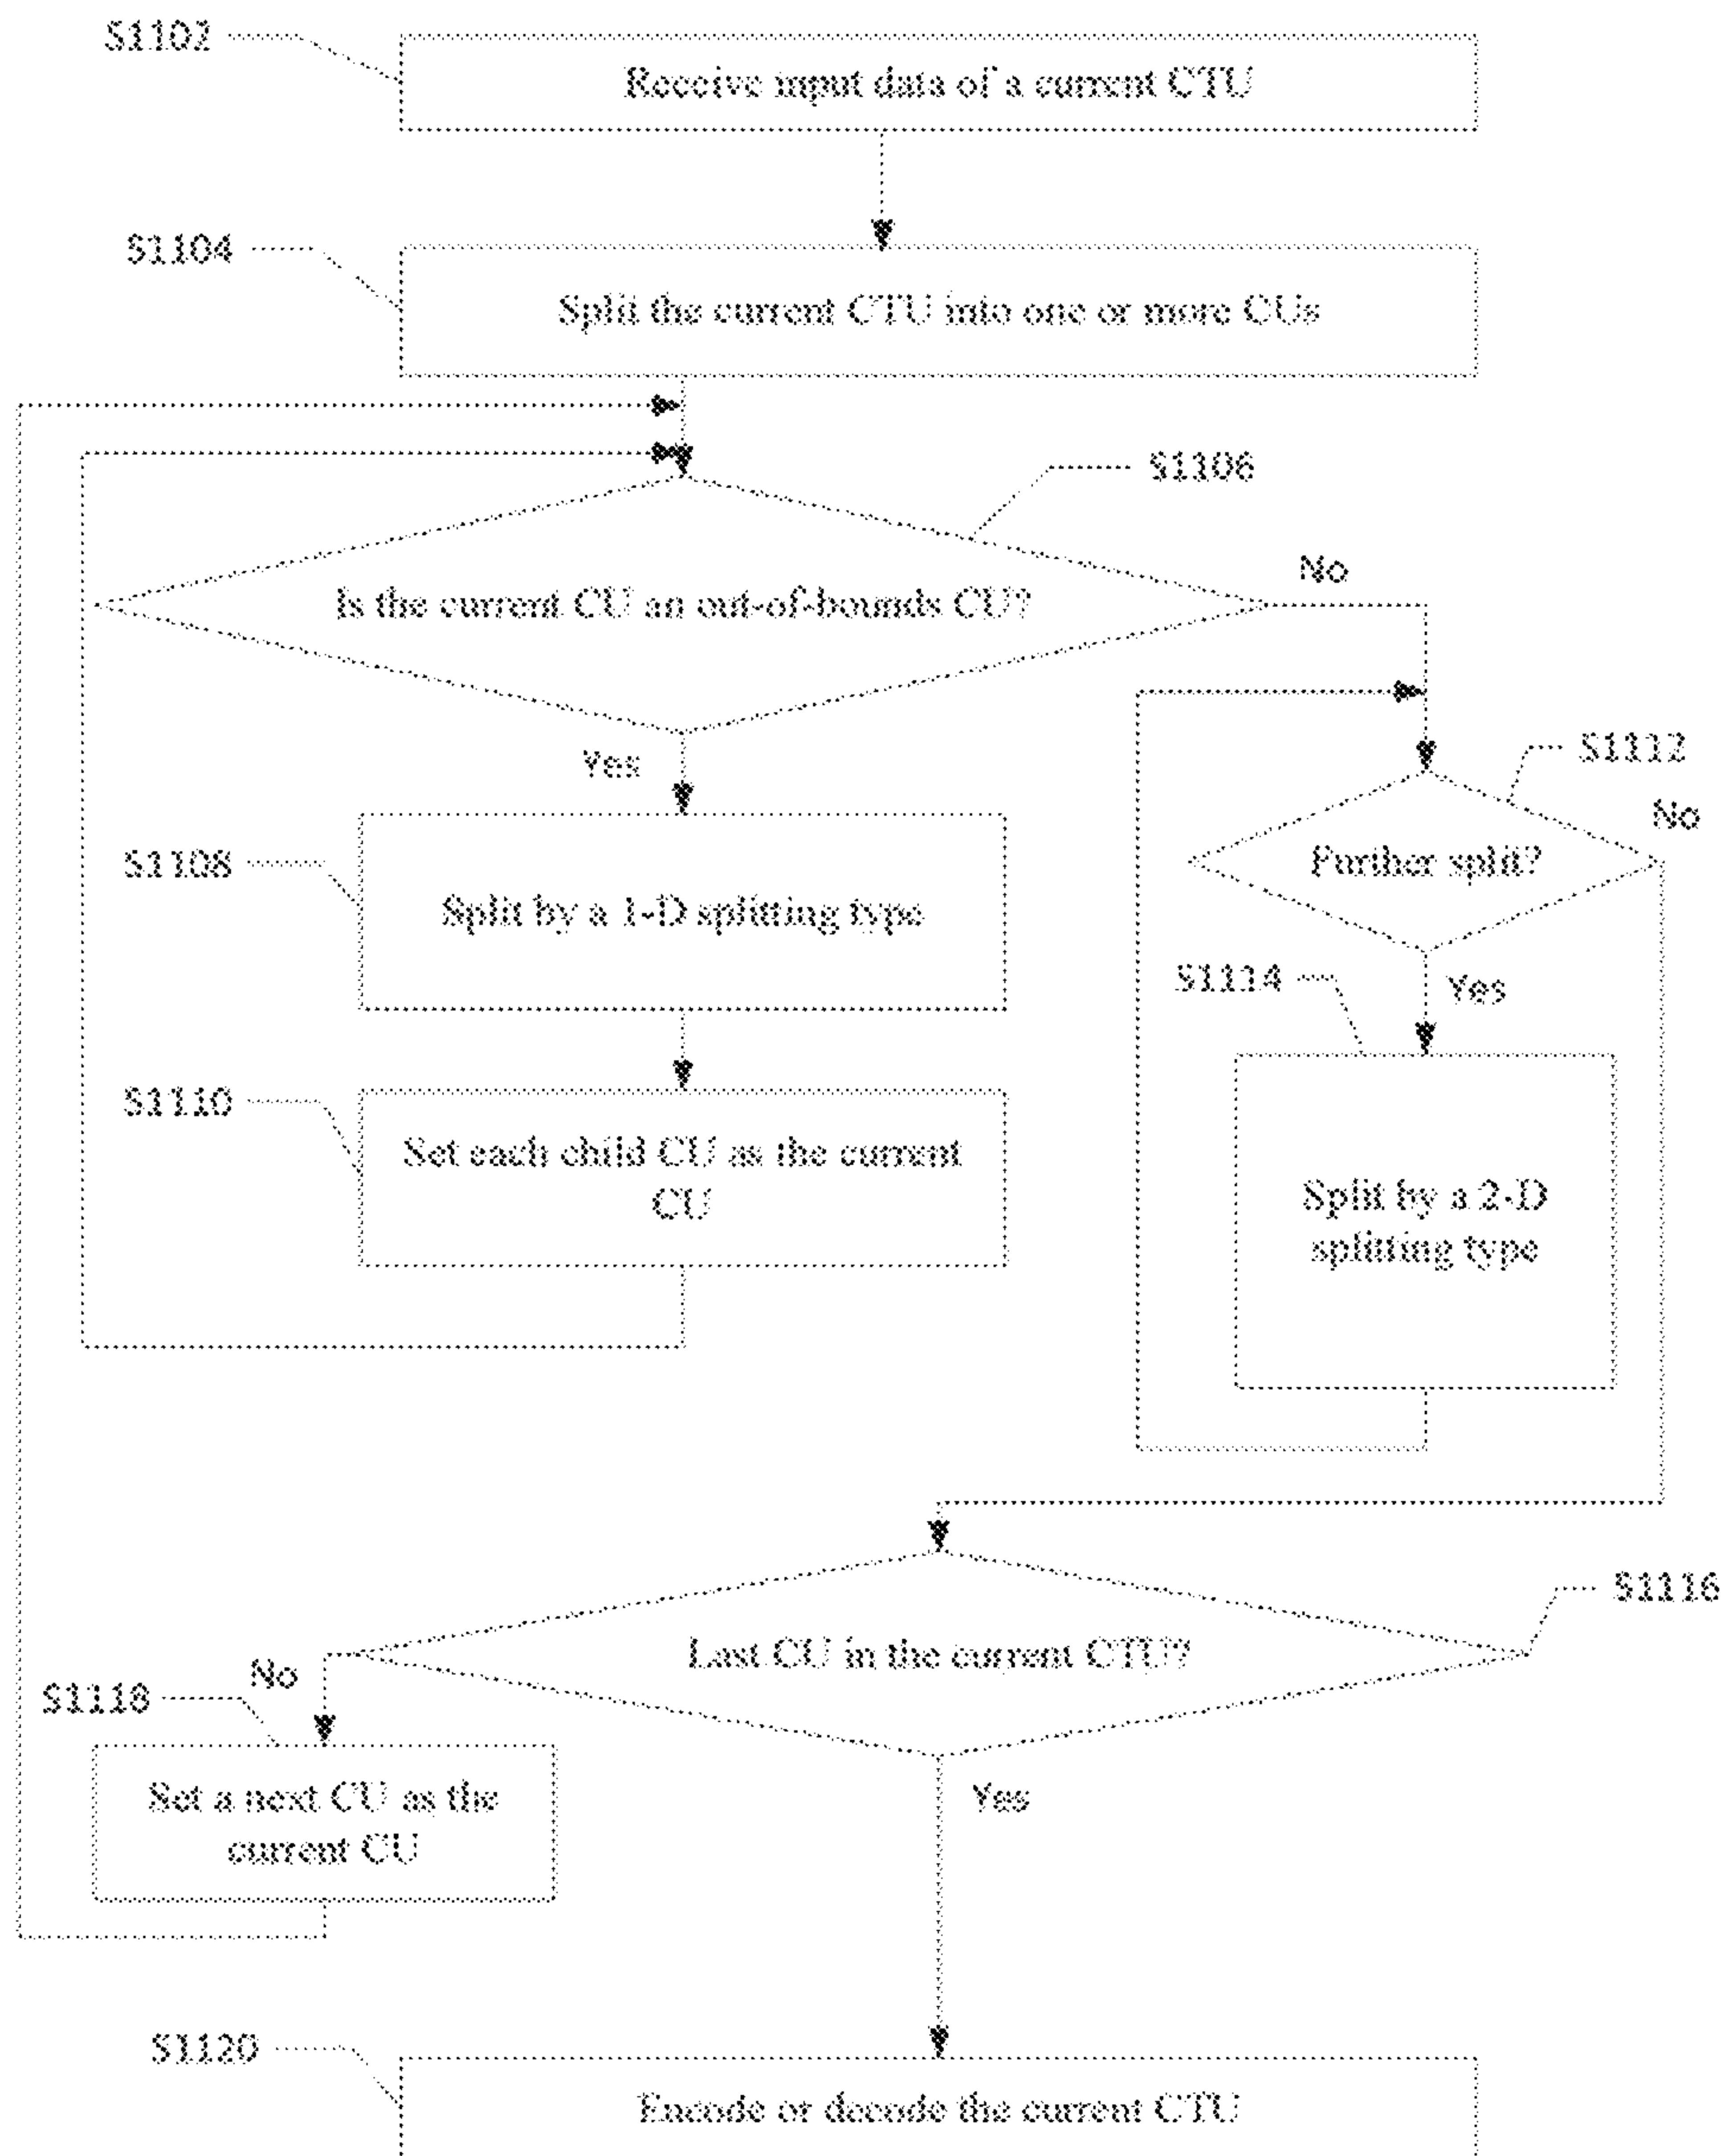 S1102
Receive input data of a current CTU
S1104
Split the current CTU into one or more CUs
S1106
Is the current CU an out-of-bounds CU?
No
Yes
S1112
No
Further split?
S1108
Split by a 1-D splitting type
S1114
Yes
S1110
Set each child CU as the current
CU
Split by a 2-D
splitting type
S1116
Last CU in the current CTU?
No
S1118
Set a next CU as the
current CU
Yes
S1120
Encode or decode the current CTU